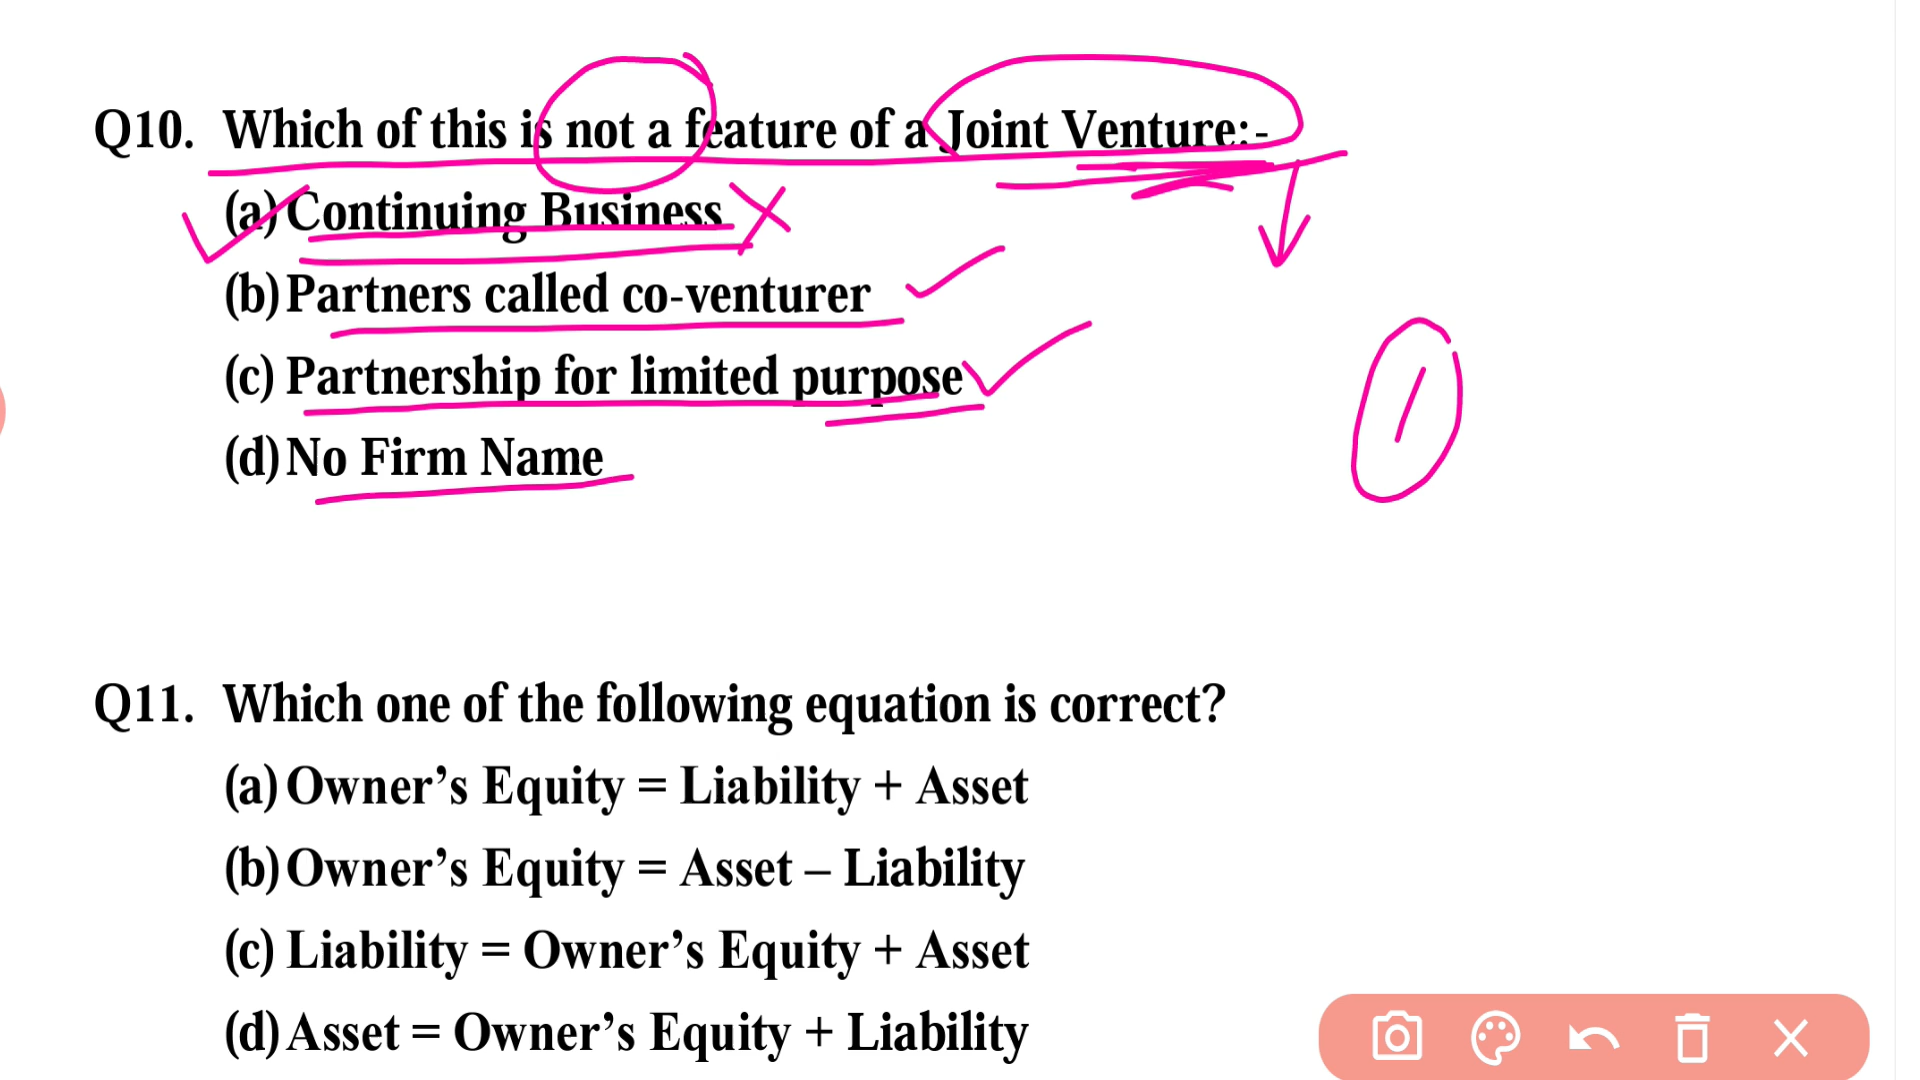 Q10. Which of this is not a feature of a Joint Venture:-
(a) Continuing Business
(b) Partners called co-venturer
(c) Partnership for limited purpose
(d) No Firm Name
1
Q11. Which one of the following equation is correct?
(a) Owner’s Equity = Liability + Asset
(b) Owner’s Equity = Asset – Liability
(c) Liability = Owner’s Equity + Asset
(d) Asset = Owner’s Equity + Liability